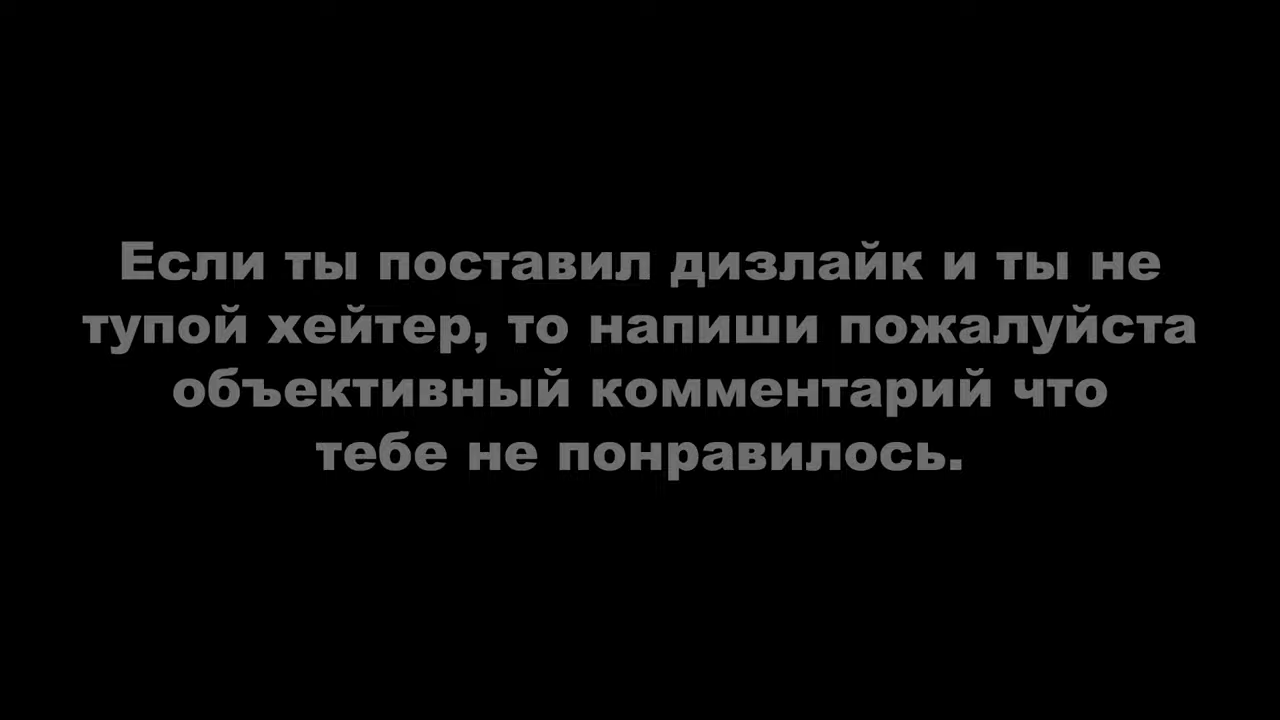 Если ты поставил дизлайк и ты не
тупой хейтер, то напиши пожалуйста
объективный комментарий что
тебе не понравилось.